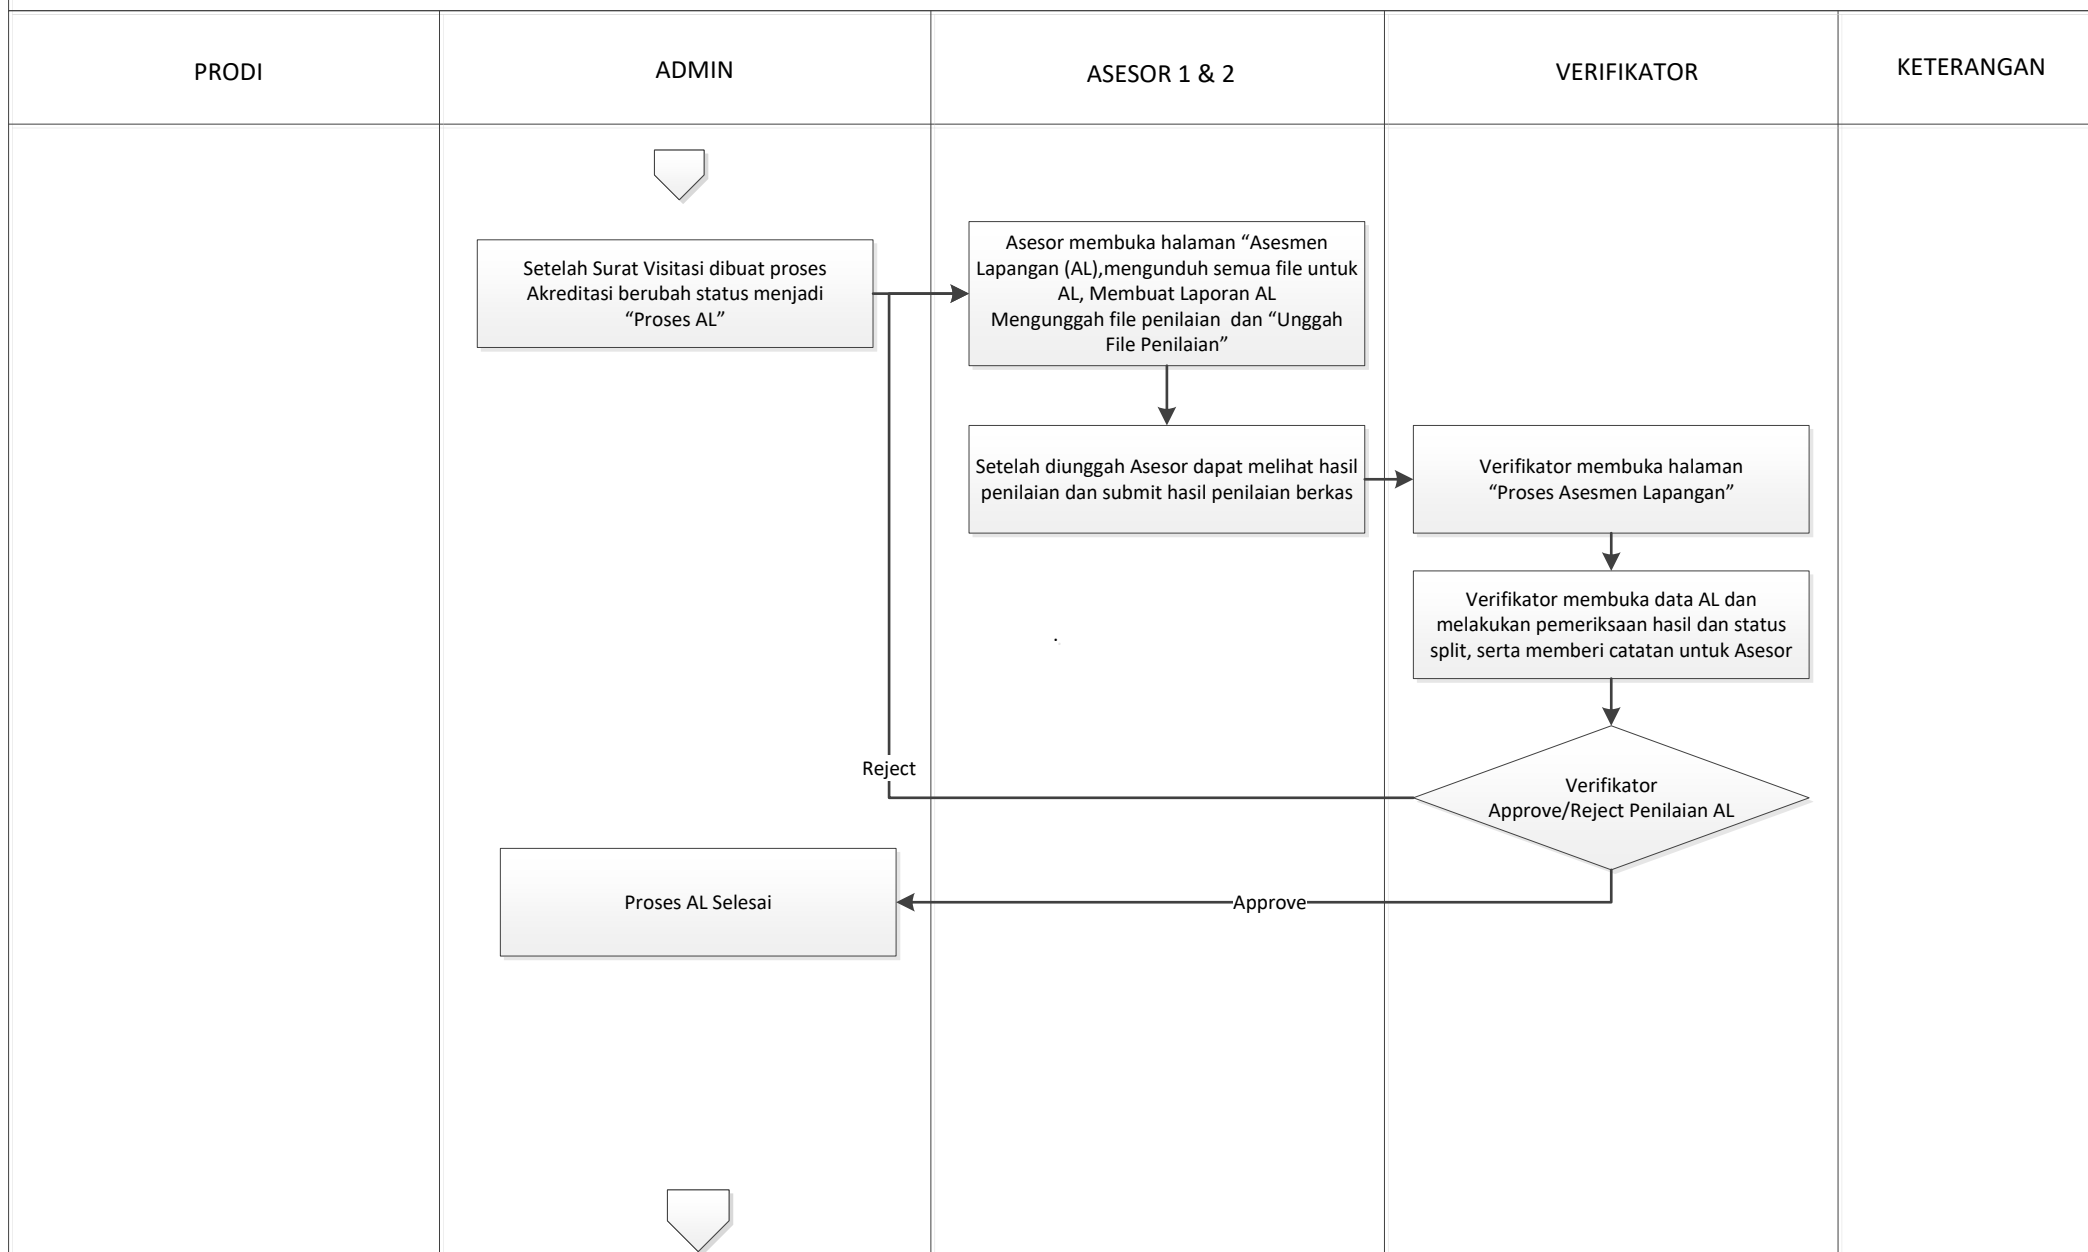 PRODI
ADMIN
ASESOR 1 & 2
VERIFIKATOR
KETERANGAN
Setelah Surat Visitasi dibuat proses
Akreditasi berubah status menjadi
“Proses AL”
Asesor membuka halaman “Asesmen
Lapangan (AL),mengunduh semua file untuk
AL, Membuat Laporan AL
Mengunggah file penilaian  dan “Unggah
File Penilaian”
Setelah diunggah Asesor dapat melihat hasil
penilaian dan submit hasil penilaian berkas
Verifikator membuka halaman
“Proses Asesmen Lapangan”
Verifikator membuka data AL dan
melakukan pemeriksaan hasil dan status
split, serta memberi catatan untuk Asesor
.
Reject
Verifikator
Approve/Reject Penilaian AL
Proses AL Selesai
Approve